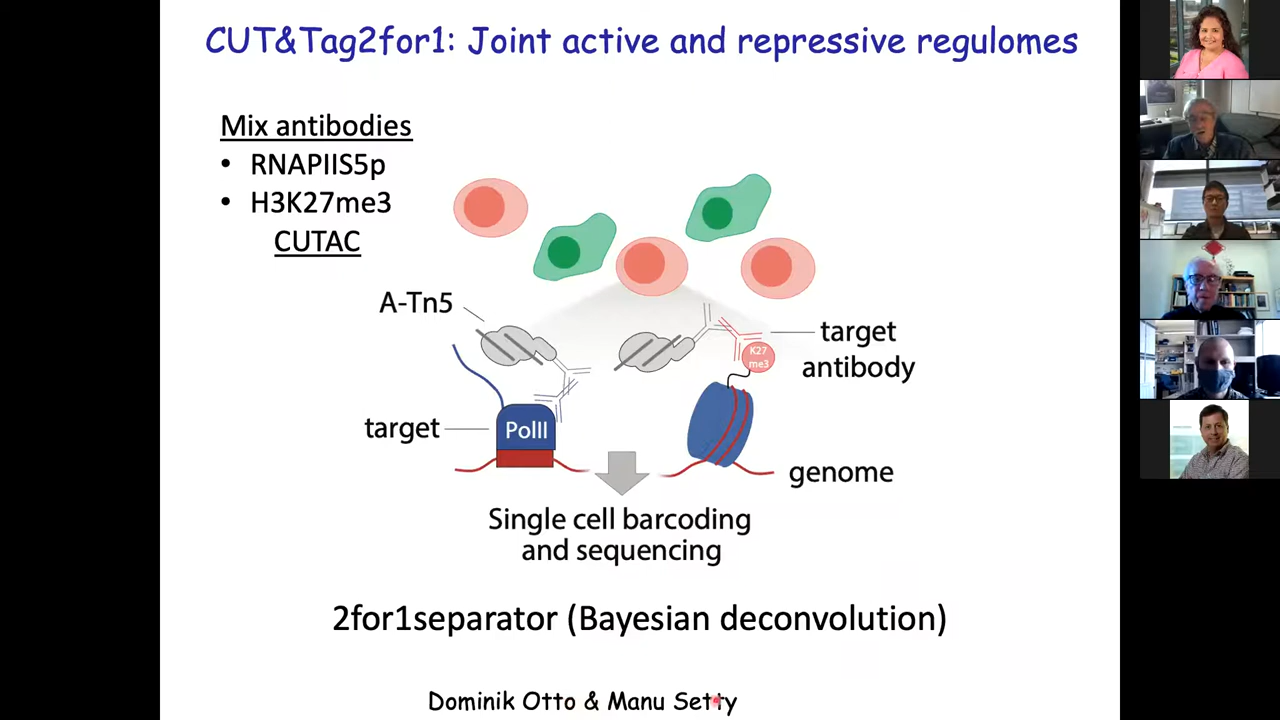 CUT&Tag2for1: Joint active and repressive regulomes
Mix antibodies
• RNAPIIS5p
• H3K27me3
CUTAC
A-Tn5
target
antibody
K27
me3
target
PolII
genome
Single cell barcoding
and sequencing
2for1separator (Bayesian deconvolution)
Dominik Otto & Manu Setty